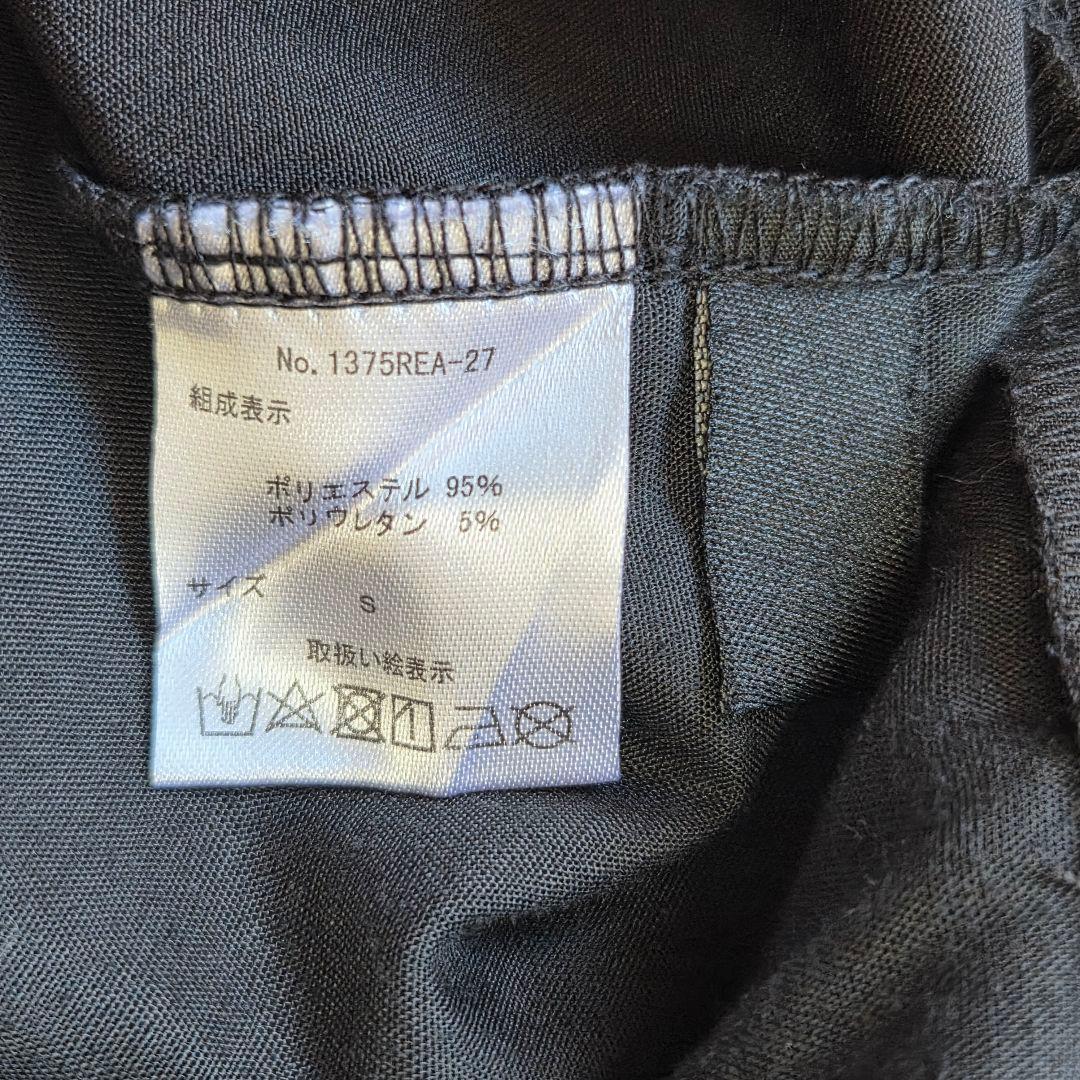 No.1375REA-27
組成表示
ポリエステル 95%
ポリウレタン 5%
サイズ
S
取扱い絵表示